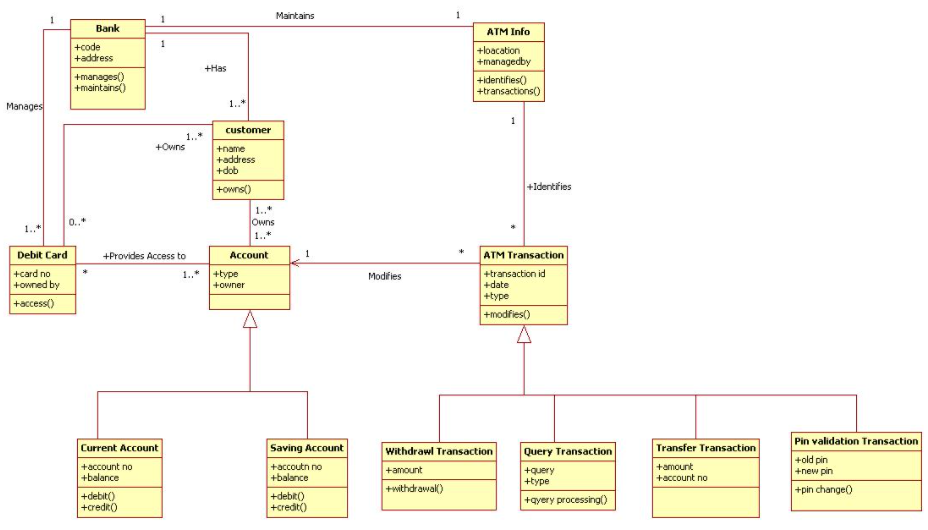 Maintains
1
1
1
Bank
+code
+address
+manages()
+maintains()
1
ATM Info
+loacation
+managedby
+identifies()
+transactions()
+Has
Manages
1..*
1
customer
+name
+address
+dob
+owns()
1..*
+Owns
+Identifies
1..*
Owns
1..*
0..*
1..*
*
Debit Card
+card no
+owned by
+access()
+Provides Access to
*
1..*
Account
+type
+owner
1
*
Modifies
ATM Transaction
+transaction id
+date
+type
+modifies()
Current Account
+account no
+balance
+debit()
+credit()
Saving Account
+accoutn no
+balance
+debit()
+credit()
Withdrawl Transaction
+amount
+withdrawal()
Query Transaction
+query
+type
+qyery processing()
Transfer Transaction
+amount
+account no
Pin validation Transaction
+old pin
+new pin
+pin change()